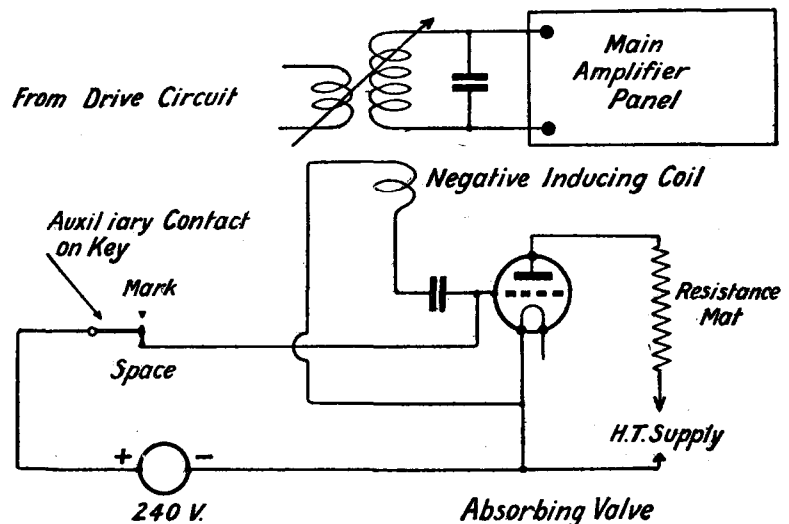 Main
Amplifier
Panel
From Drive Circuit
Negative Inducing Coil
Auxiliary Contact
on Key
Mark
Space
Resistance
Mat
H.T. Supply
+ -
240 V.
Absorbing Valve